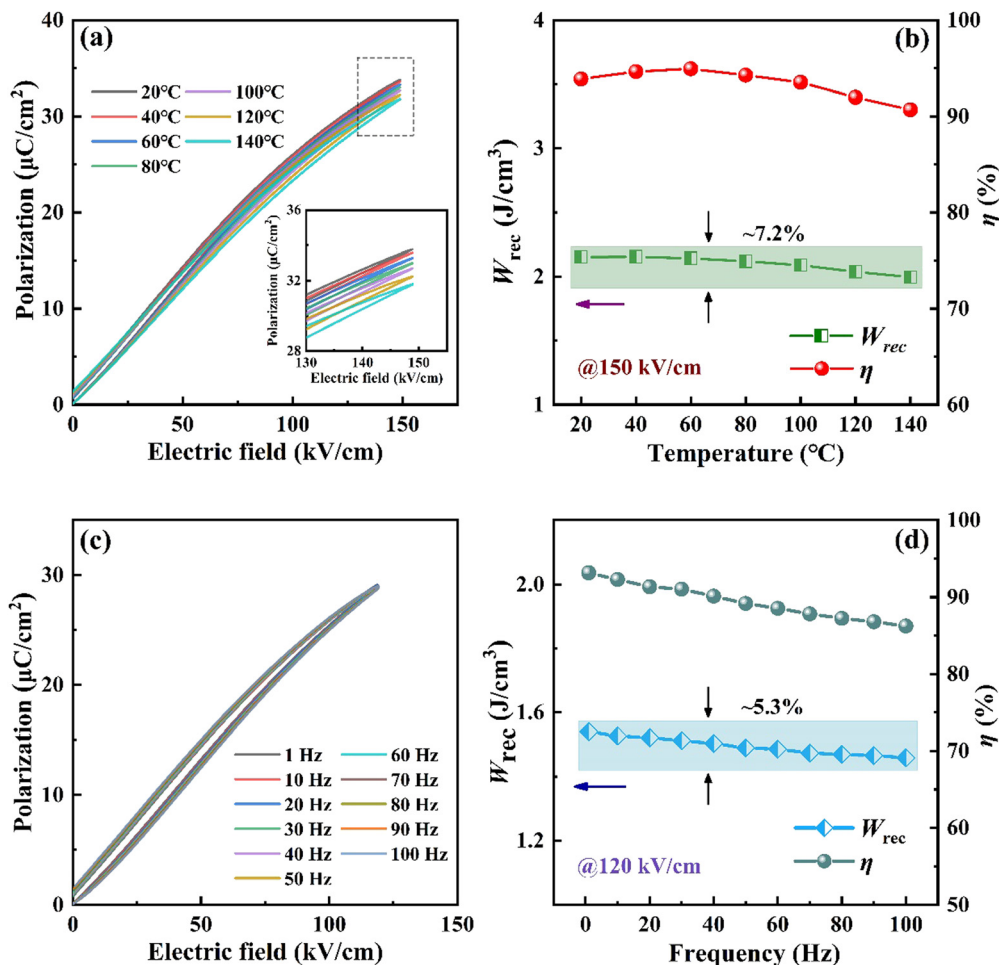 (a)
40
30
20
10
0
Polarization (μC/cm²)
20℃ 100℃
40℃ 120℃
60℃ 140℃
80℃
36
32
28
Polarization (μC/cm²)
130 140 150
Electric field (kV/cm)
0 50 100 150
Electric field (kV/cm)
(b)
4
3
2
1
Wrec (J/cm³)
100
90
80
70
60
η (%)
~7.2%
Wrec
η
@150 kV/cm
20 40 60 80 100 120 140
Temperature (℃)
(c)
30
20
10
0
Polarization (μC/cm²)
1 Hz 60 Hz
10 Hz 70 Hz
20 Hz 80 Hz
30 Hz 90 Hz
40 Hz 100 Hz
50 Hz
0 50 100 150
Electric field (kV/cm)
(d)
2.0
1.6
1.2
Wrec (J/cm³)
100
90
80
70
60
50
η (%)
~5.3%
Wrec
η
@120 kV/cm
0 20 40 60 80 100
Frequency (Hz)